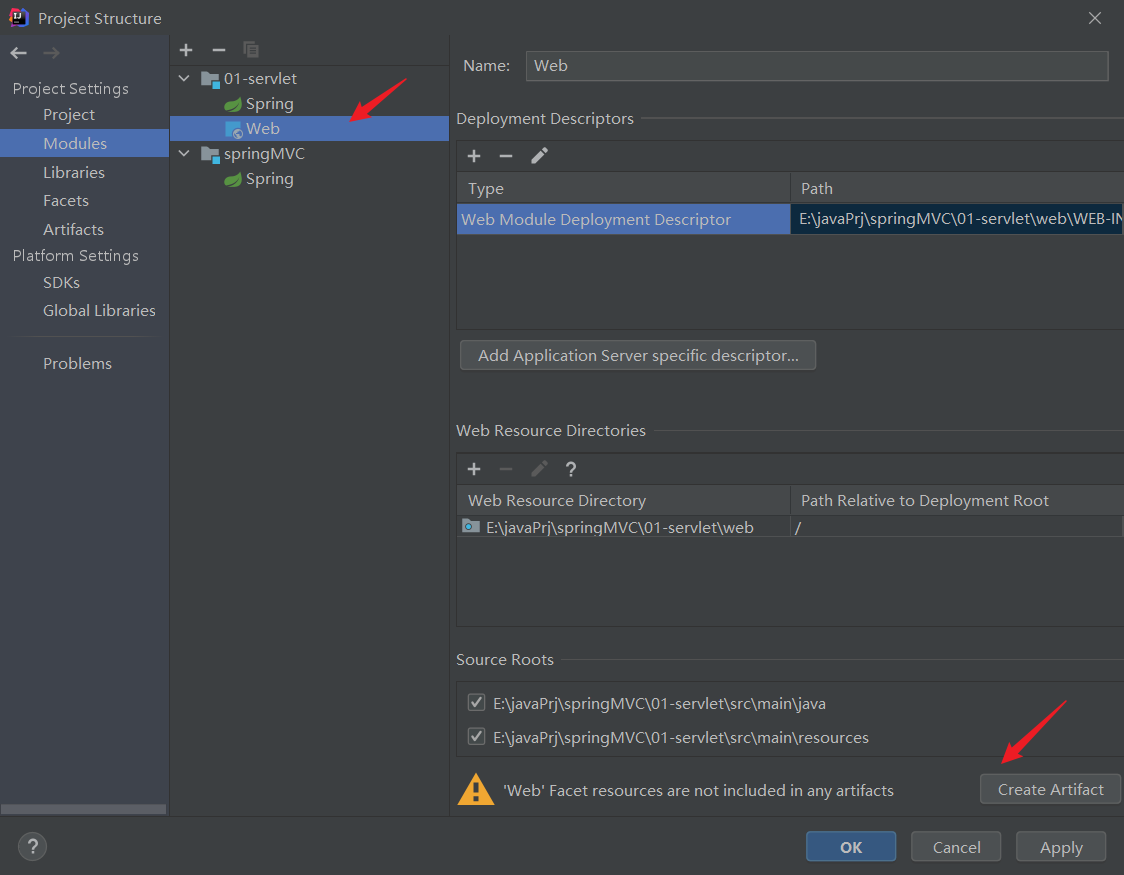 Project Structure
Project Settings
Project
Modules
Libraries
Facets
Artifacts
Platform Settings
SDKs
Global Libraries
Problems
01-servlet
Spring
Web
springMVC
Spring
Name: Web
Deployment Descriptors
Type Path
Web Module Deployment Descriptor E:\javaPrj\springMVC\01-servlet\web\WEB-IN
Add Application Server specific descriptor...
Web Resource Directories
?
Web Resource Directory Path Relative to Deployment Root
E:\javaPrj\springMVC\01-servlet\web /
Source Roots
E:\javaPrj\springMVC\01-servlet\src\main\java
E:\javaPrj\springMVC\01-servlet\src\main\resources
'Web' Facet resources are not included in any artifacts Create Artifact
? OK Cancel Apply